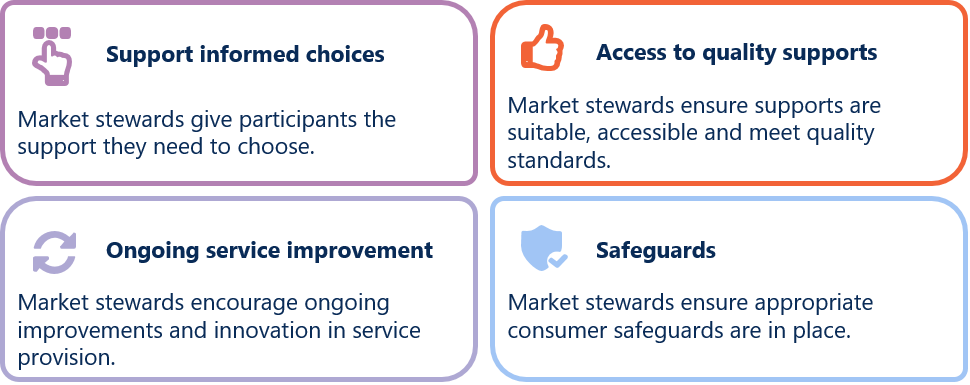 Support informed choices
Market stewards give participants the
support they need to choose.
Access to quality supports
Market stewards ensure supports are
suitable, accessible and meet quality
standards.
Ongoing service improvement
Market stewards encourage ongoing
improvements and innovation in service
provision.
Safeguards
Market stewards ensure appropriate
consumer safeguards are in place.